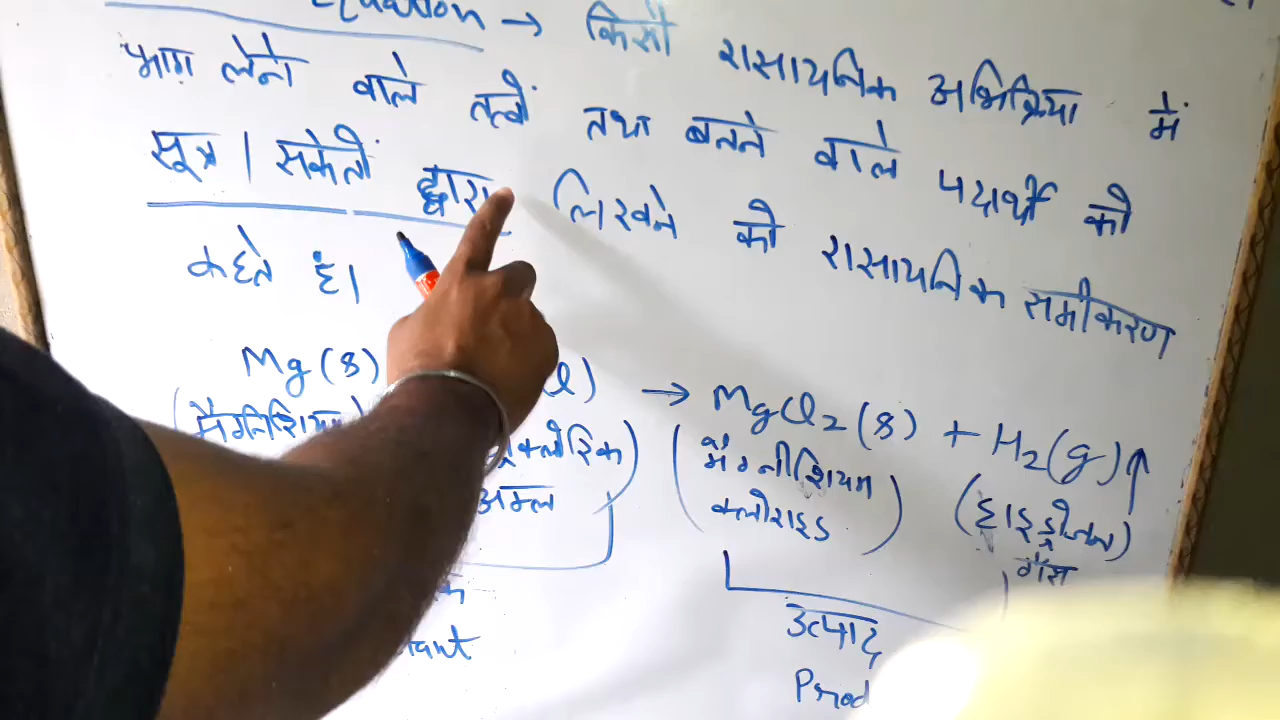 Equation → किसी रासायनिक अभिक्रिया में
भाग लेने वाले तत्वों तथा बनने वाले पदार्थों को
सूत्र / संकेतों द्वारा लिखने को रासायनिक समीकरण
कहते हैं।
Mg(s) l) → MgCl₂(s) + H₂(g)↑
(मैग्निशियम) क्लोरिक अम्ल) (मैग्नीशियम क्लोराइड) (हाइड्रोजन गैस)
उत्पाद